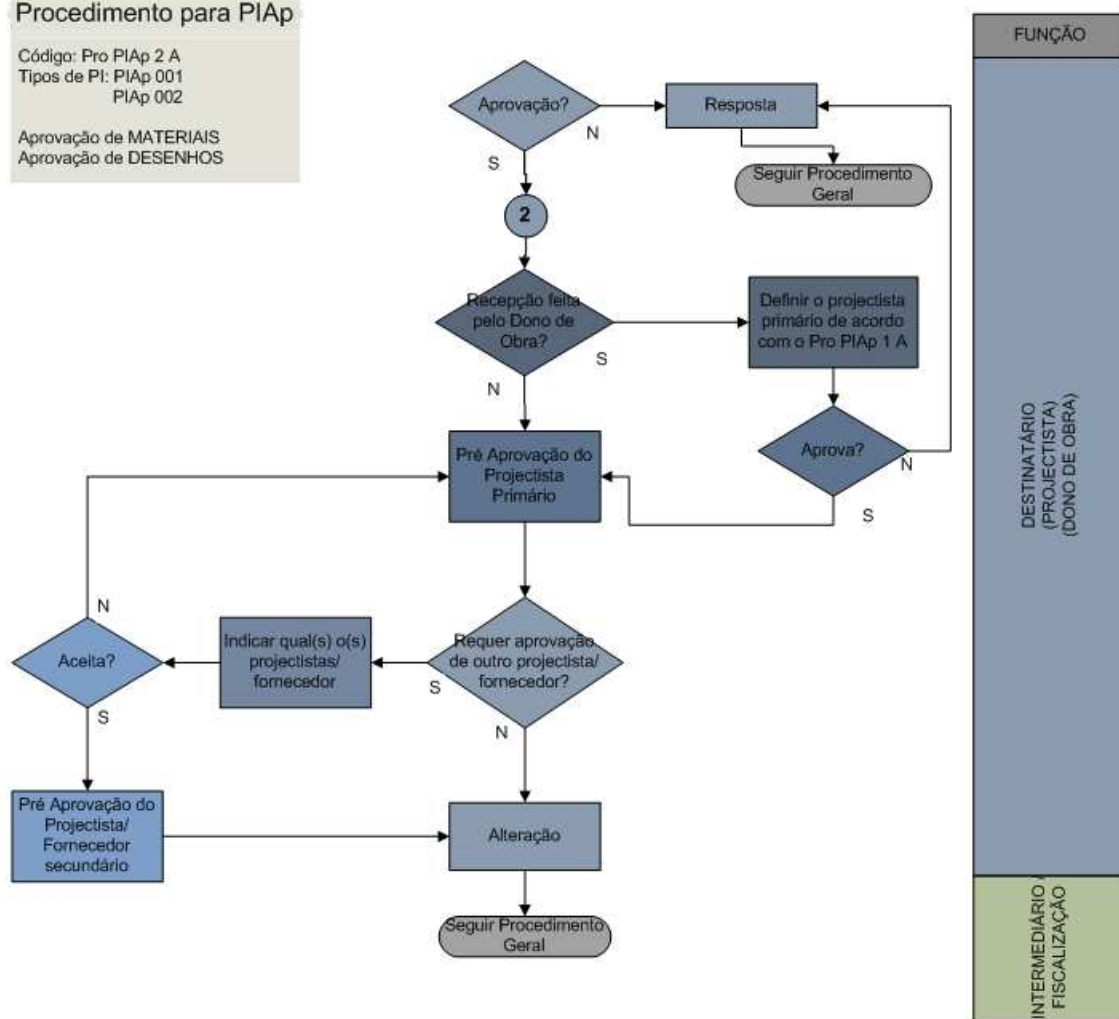 Procedimento para PIAp
Código: Pro PIAp 2 A
Tipos de PI: PIAp 001
PIAp 002
Aprovação de MATERIAIS
Aprovação de DESENHOS
FUNÇÃO
Aprovação?
N
Resposta
S
Seguir Procedimento
Geral
2
Recepção feita
pelo Dono de
Obra?
S
N
Definir o projectista
primário de acordo
com o Pro PIAp 1 A
Aprova?
N
S
Pré Aprovação do
Projectista
Primário
Requer aprovação
de outro projectista/
fornecedor?
S
N
Indicar qual(s) o(s)
projectistas/
fornecedor
Aceita?
N
S
Pré Aprovação do
Projectista/
Fornecedor
secundário
Alteração
Seguir Procedimento
Geral
DESTINATÁRIO
(PROJECTISTA)
(DONO DE OBRA)
INTERMEDIÁRIO /
FISCALIZAÇÃO